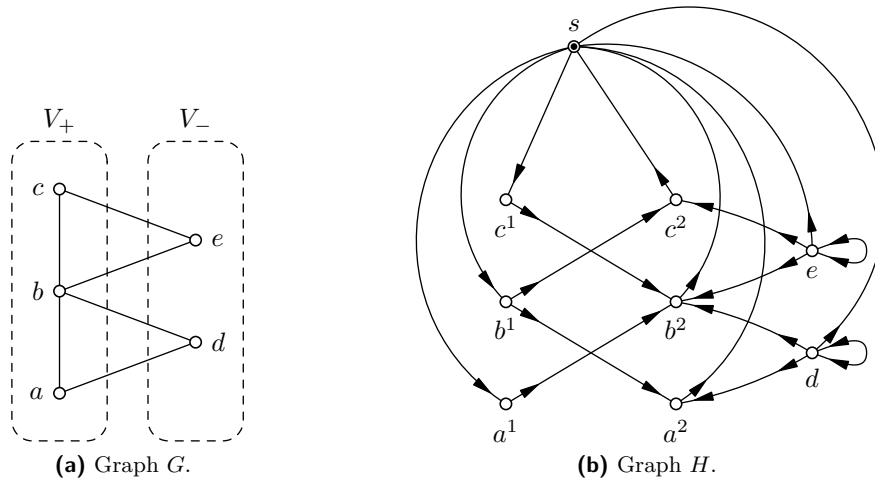 s
V₊ V₋
c
e
b
d
a
c¹ c²
e
b¹ b²
d
a¹ a²
(a) Graph G.
(b) Graph H.